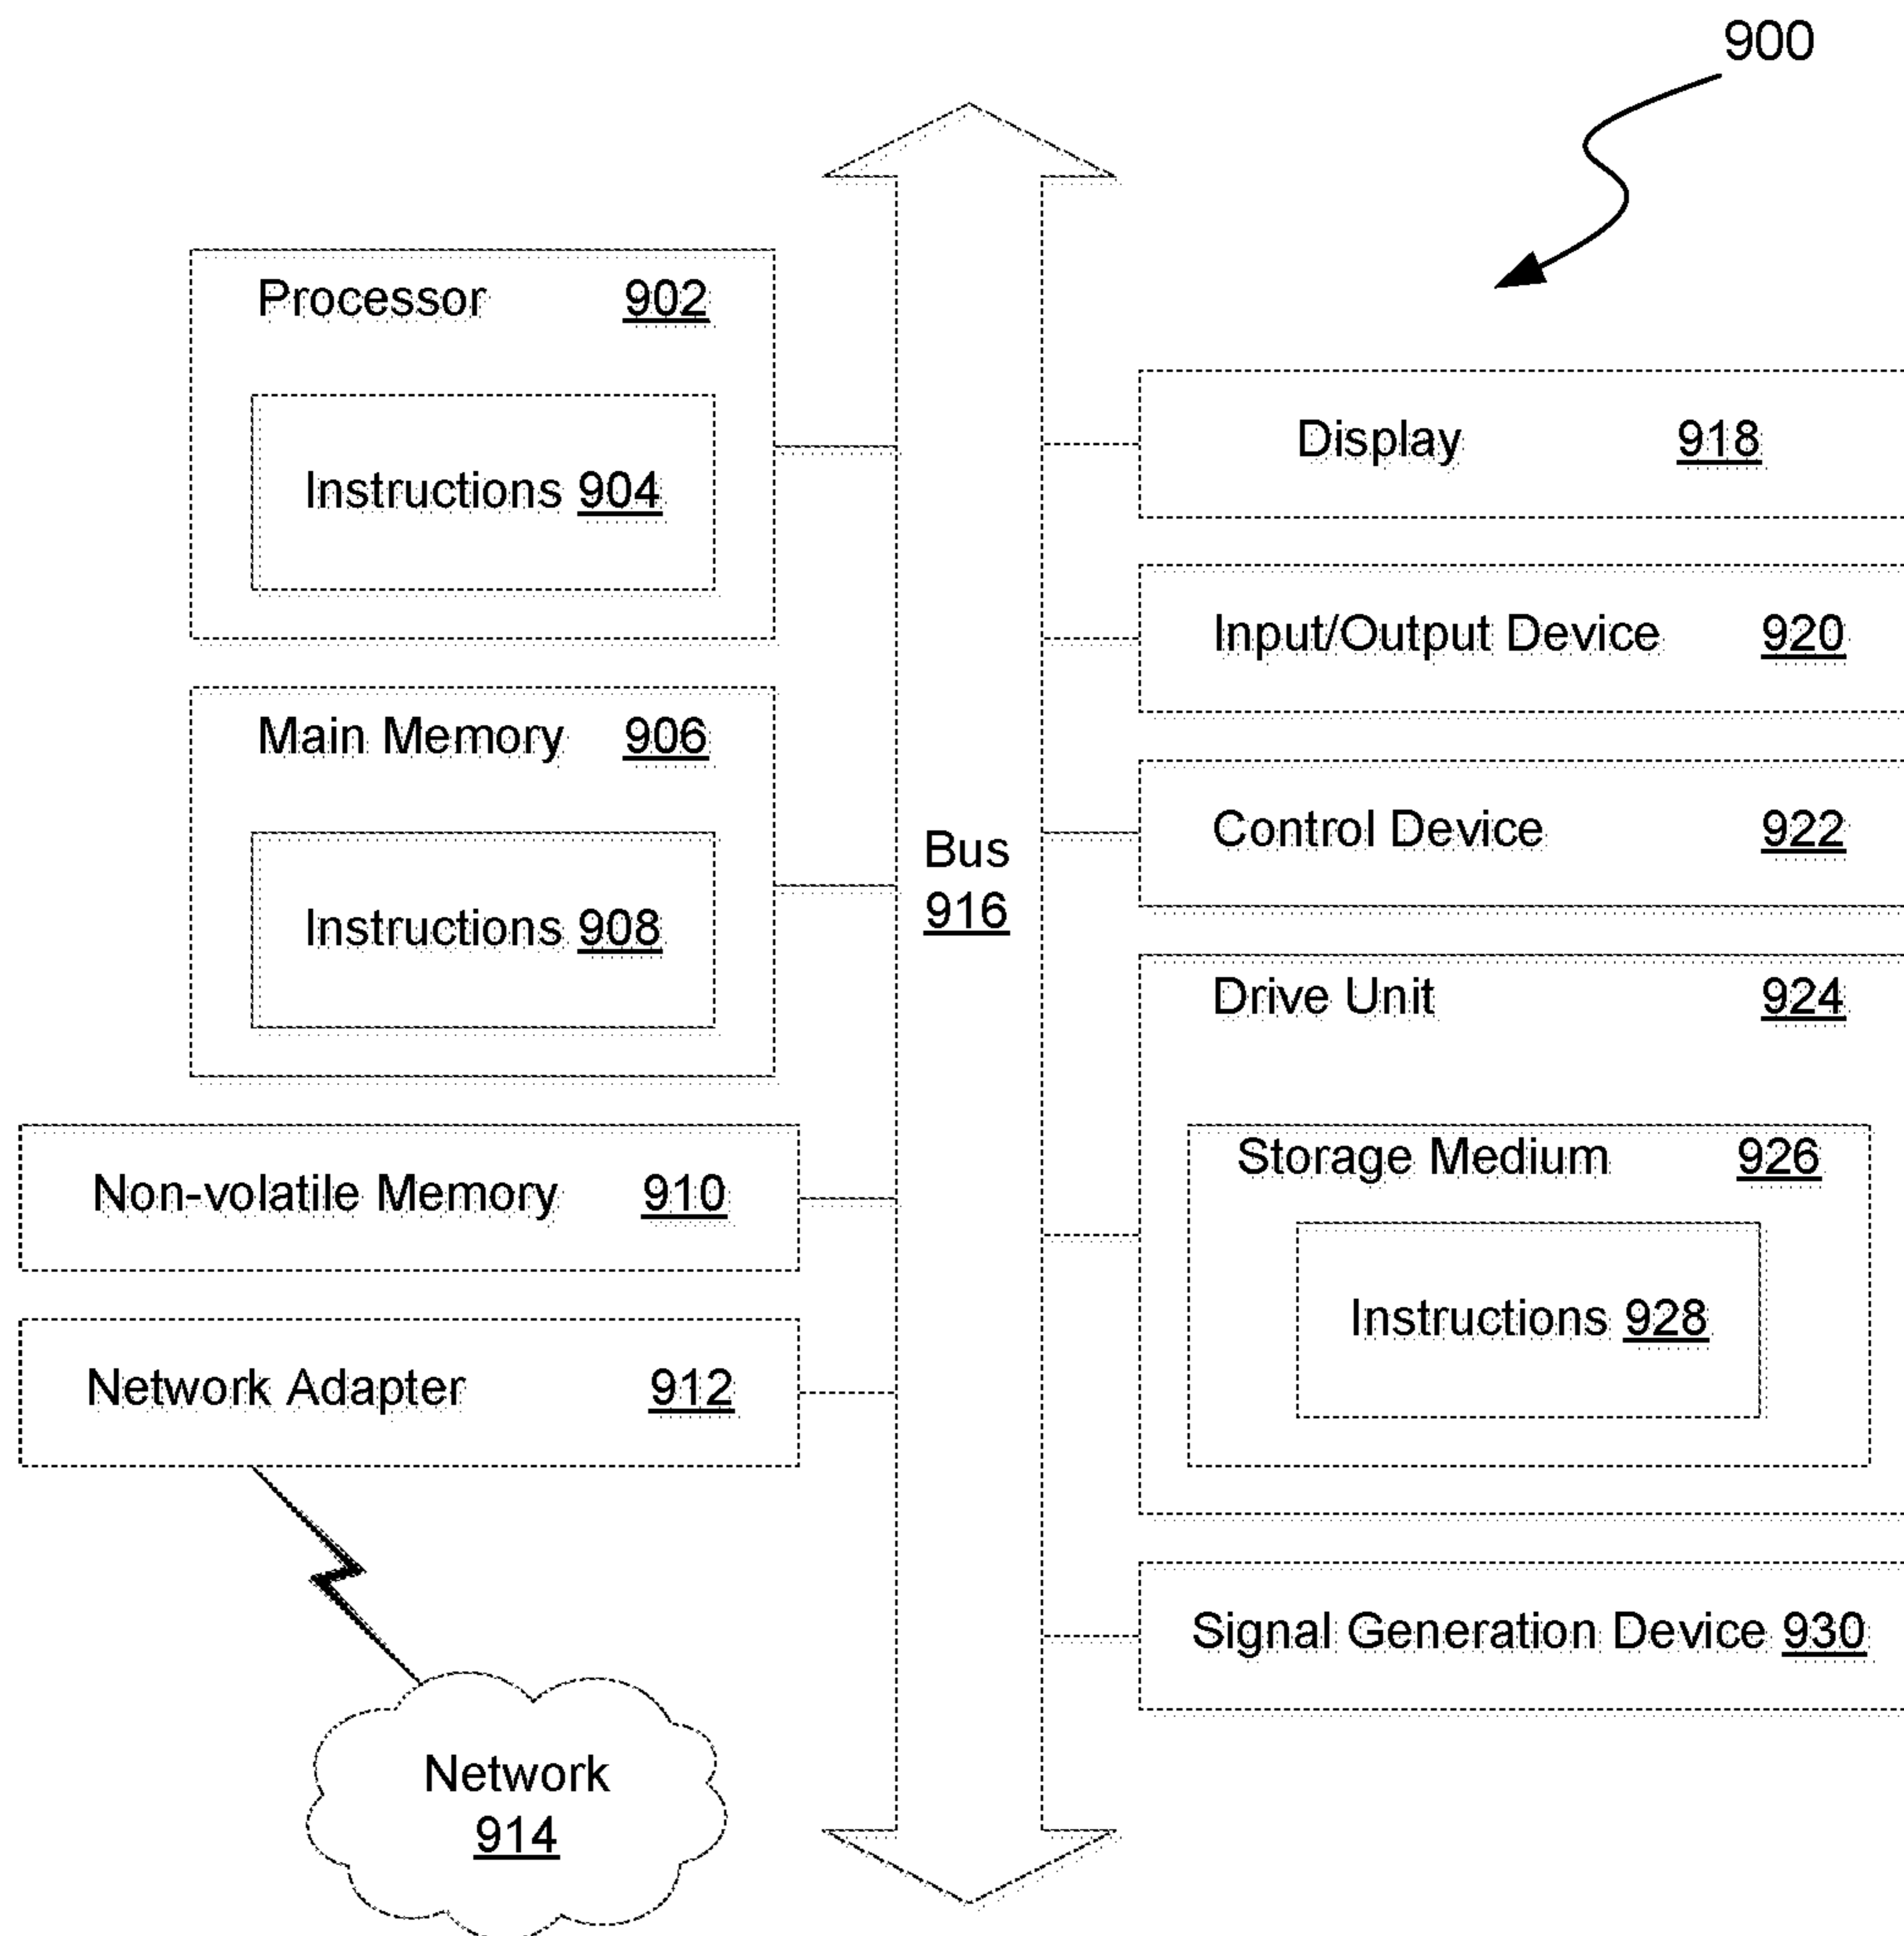 900
Processor 902
Instructions 904
Main Memory 906
Instructions 908
Non-volatile Memory 910
Network Adapter 912
Network
914
Bus
916
Display 918
Input/Output Device 920
Control Device 922
Drive Unit 924
Storage Medium 926
Instructions 928
Signal Generation Device 930